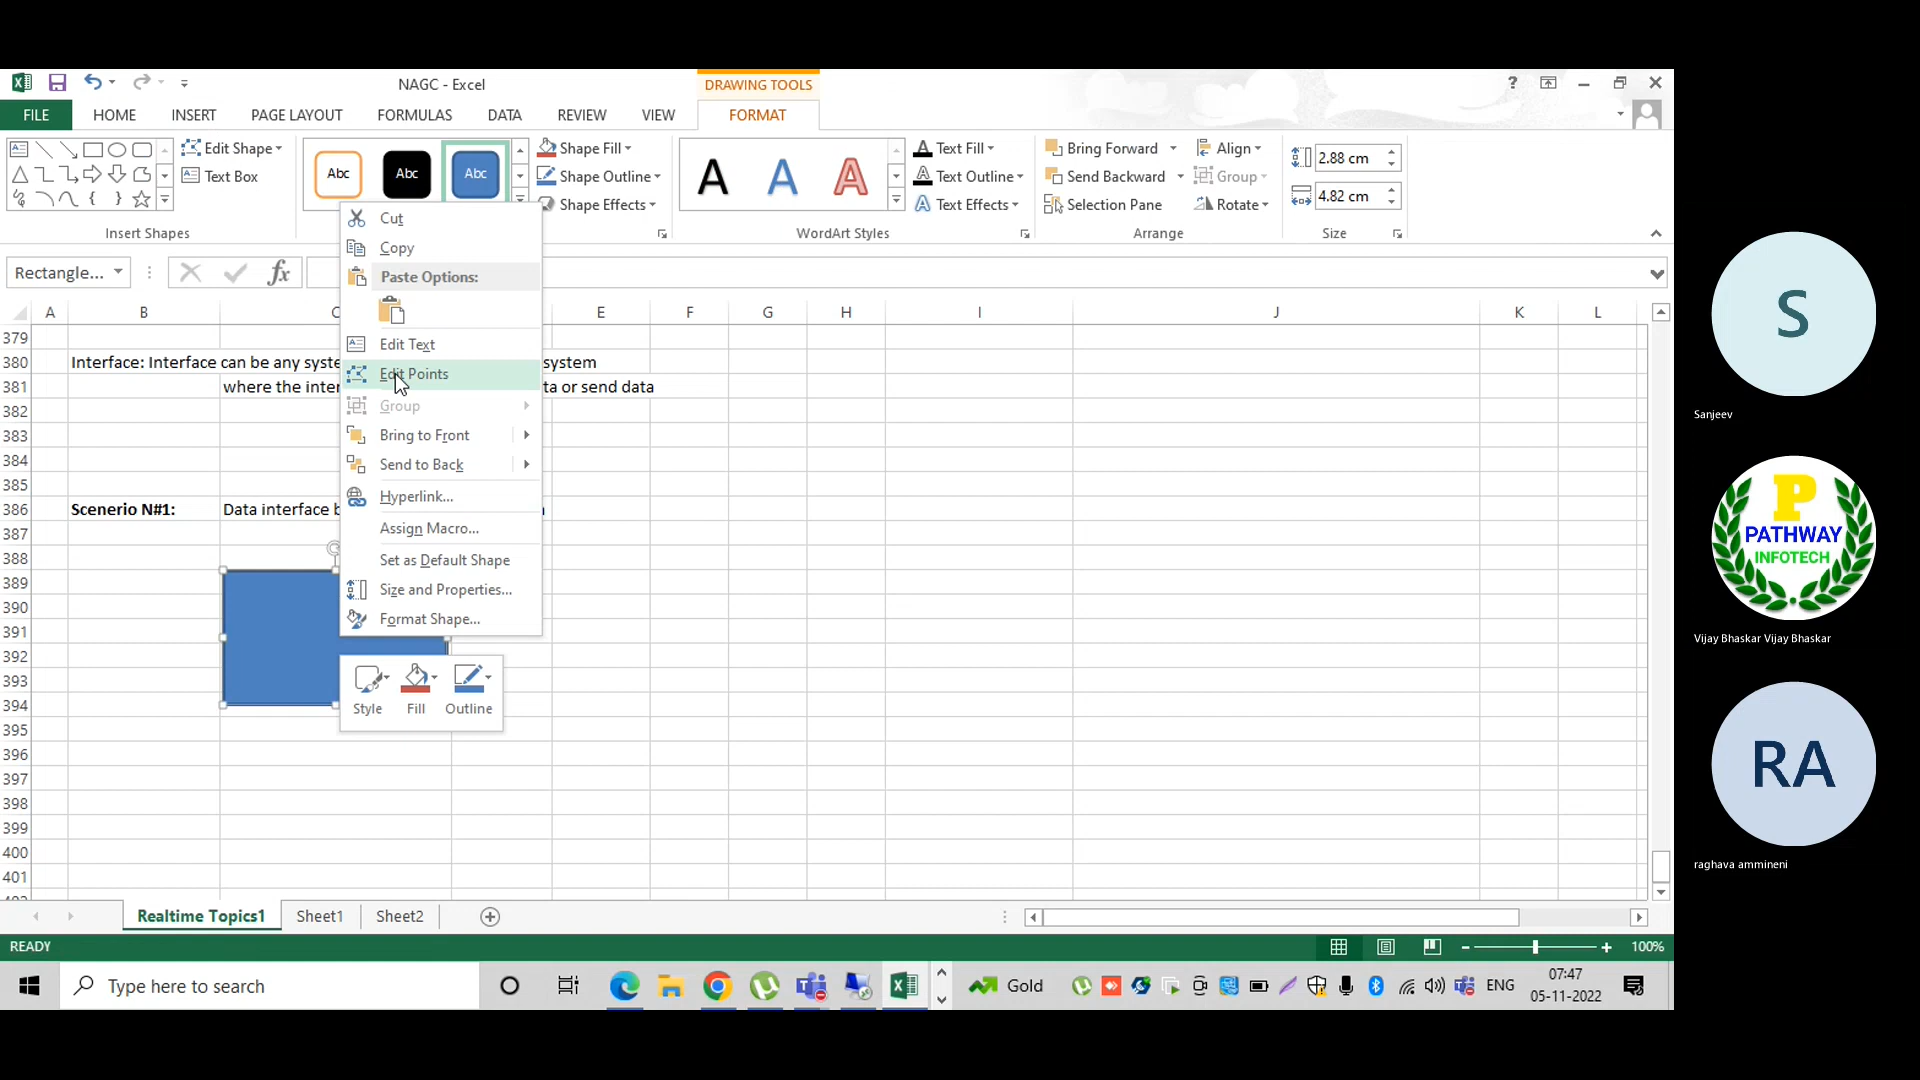 NAGC - Excel
DRAWING TOOLS
?
FILE
HOME
INSERT
PAGE LAYOUT
FORMULAS
DATA
REVIEW
VIEW
FORMAT
Edit Shape
Text Box
Insert Shapes
Abc
Abc
Abc
Shape Fill
Shape Outline
Shape Effects
A
A
A
Text Fill
Text Outline
Text Effects
WordArt Styles
Bring Forward
Send Backward
Selection Pane
Align
Group
Rotate
Arrange
2.88 cm
4.82 cm
Size
Rectangle...
fx
Cut
Copy
Paste Options:
Edit Text
Edit Points
Group
Bring to Front
Send to Back
Hyperlink...
Assign Macro...
Set as Default Shape
Size and Properties...
Format Shape...
Style
Fill
Outline
A B E F G H I J K L
379
380 Interface: Interface can be any system
381 where the or send data
382
383
384
385
386 Scenerio N#1: Data interface
387
388
389
390
391
392
393
394
395
396
397
398
399
400
401
Realtime Topics1
Sheet1
Sheet2
READY
100%
Type here to search
Gold
ENG
07:47
05-11-2022
S
Sanjeev
P
PATHWAY
INFOTECH
Vijay Bhaskar Vijay Bhaskar
RA
raghava ammineni